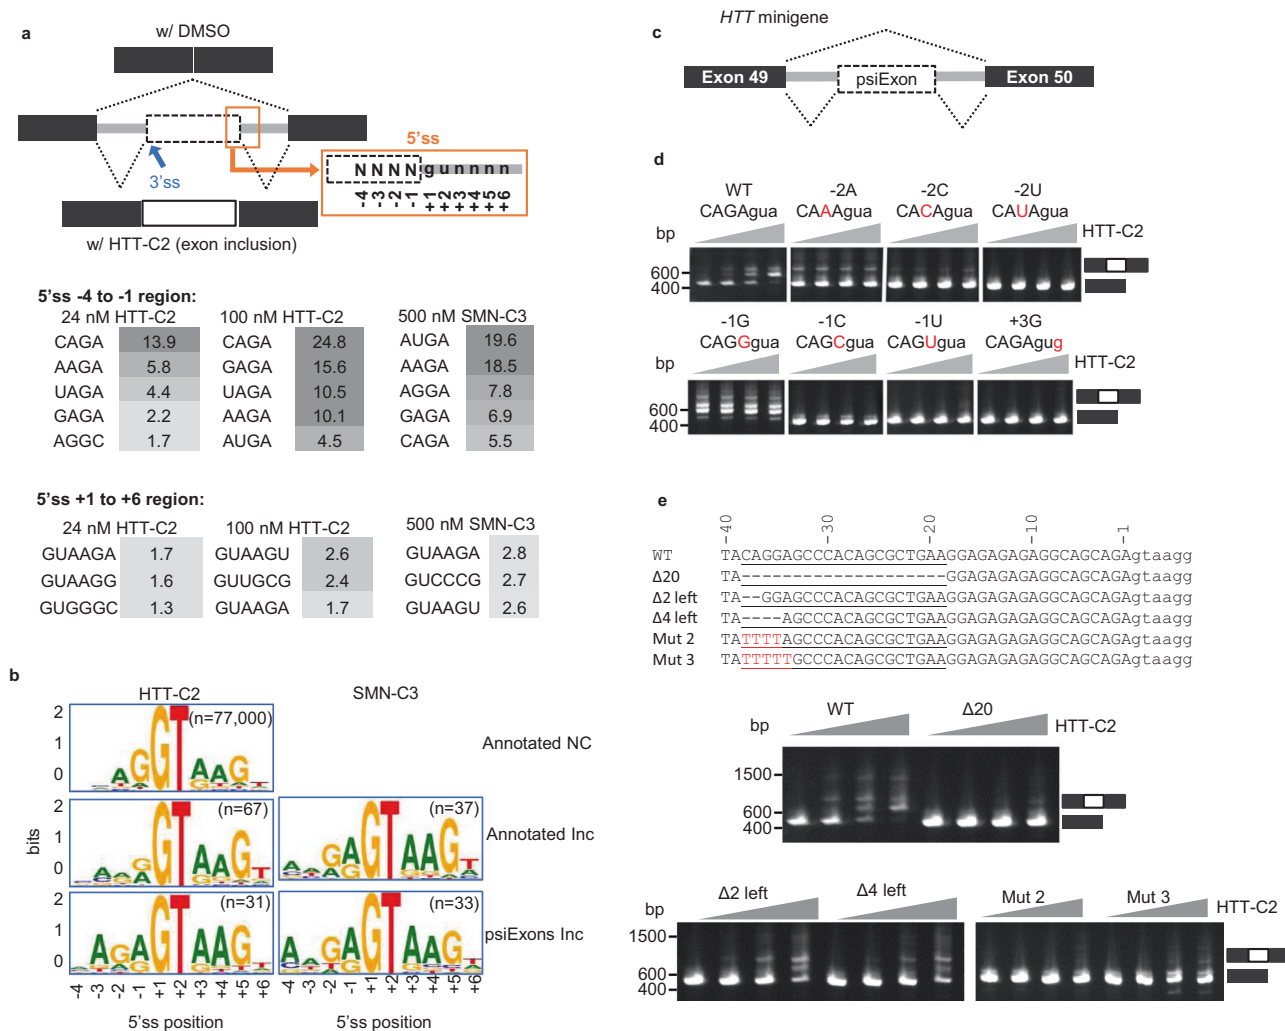 a
w/ DMSO
3'ss
5'ss
N N N N g u n n n n
-4 -3 -2 -1 +1 +2 +3 +4 +5 +6
w/ HTT-C2 (exon inclusion)
5'ss -4 to -1 region:
24 nM HTT-C2 100 nM HTT-C2 500 nM SMN-C3
CAGA 13.9 CAGA 24.8 AUGA 19.6
AAGA 5.8 GAGA 15.6 AAGA 18.5
UAGA 4.4 UAGA 10.5 AGGA 7.8
GAGA 2.2 AAGA 10.1 GAGA 6.9
AGGC 1.7 AUGA 4.5 CAGA 5.5
5'ss +1 to +6 region:
24 nM HTT-C2 100 nM HTT-C2 500 nM SMN-C3
GUAAGA 1.7 GUAAGU 2.6 GUAAGA 2.8
GUAAGG 1.6 GUUGCG 2.4 GUCCCG 2.7
GUGGGC 1.3 GUAAGA 1.7 GUAAGU 2.6
b
HTT-C2 SMN-C3
2 1 0
(n=77,000)
Annotated NC
bits
2 1 0
(n=67) (n=37)
Annotated Inc
2 1 0
(n=31) (n=33)
psiExons Inc
-4 -3 -2 -1 +1 +2 +3 +4 +5 +6 -4 -3 -2 -1 +1 +2 +3 +4 +5 +6
5'ss position 5'ss position
c
HTT minigene
Exon 49 psiExon Exon 50
d
WT -2A -2C -2U
CAGAgua CAAAgua CACAgua CAUAgua
bp HTT-C2
600
400
-1G -1C -1U +3G
CAGGgua CAGCgua CAGUgua CAGAgug
bp HTT-C2
600
400
e
-40 -30 -20 -10 -1
WT TACAGGAGCCCACAGCGCTGAAGGAGAGAGAGGCAGCAGAgtaagg
Δ20 TA--------------------GGAGAGAGAGGCAGCAGAgtaagg
Δ2 left TA--GGAGCCCACAGCGCTGAAGGAGAGAGAGGCAGCAGAgtaagg
Δ4 left TA----AGCCCACAGCGCTGAAGGAGAGAGAGGCAGCAGAgtaagg
Mut 2 TATTTTAGCCCACAGCGCTGAAGGAGAGAGAGGCAGCAGAgtaagg
Mut 3 TATTTTTGCCCACAGCGCTGAAGGAGAGAGAGGCAGCAGAgtaagg
WT Δ20
bp HTT-C2
1500
600
400
Δ2 left Δ4 left Mut 2 Mut 3
bp HTT-C2
1500
600
400